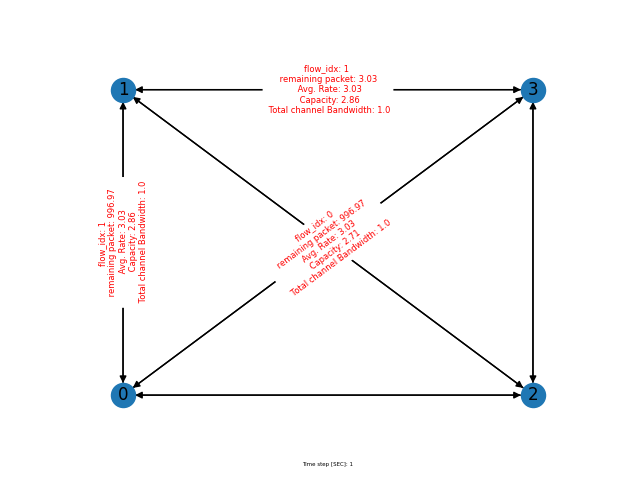 flow_idx: 1
remaining packet: 3.03
Avg. Rate: 3.03
Capacity: 2.86
Total channel Bandwidth: 1.0
1
3
flow_idx: 1
remaining packet: 996.97
Avg. Rate: 3.03
Capacity: 2.86
Total channel Bandwidth: 1.0
flow_idx: 0
remaining packet: 996.97
Avg. Rate: 3.03
Capacity: 2.71
Total channel Bandwidth: 1.0
0
2
Time step [SEC]: 1